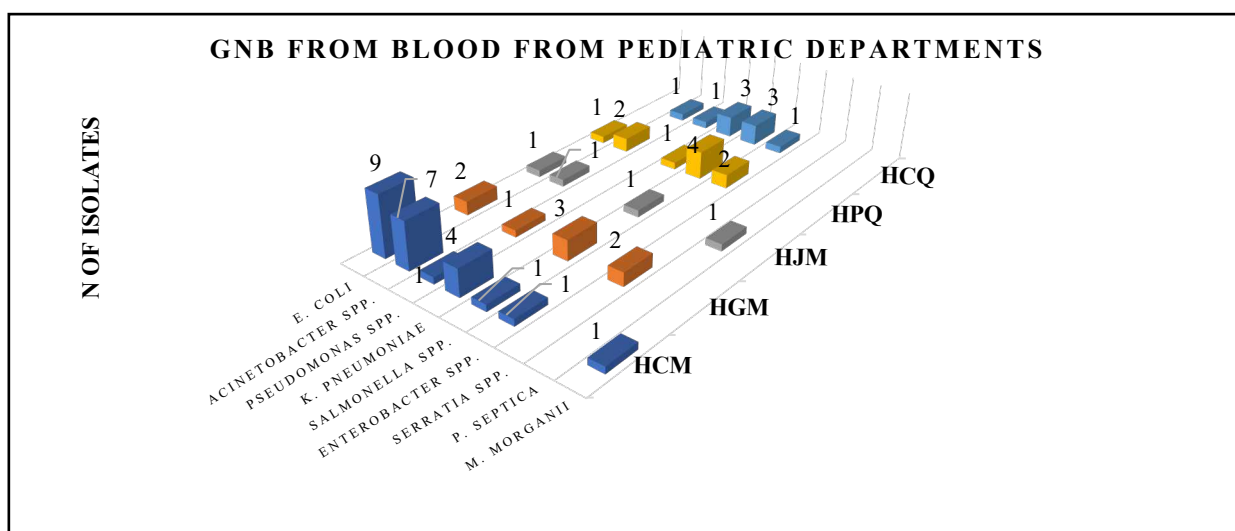 GNB FROM BLOOD FROM PEDIATRIC DEPARTMENTS
N OF ISOLATES
1
1
3
3
1
1
2
1
4
2
1
1
1
1
2
1
3
2
9
7
1
4
1
1
1
HCQ
HPQ
HJM
HGM
HCM
E. COLI
ACINETOBACTER SPP.
PSEUDOMONAS SPP.
K. PNEUMONIAE
SALMONELLA SPP.
ENTEROBACTER SPP.
SERRATIA SPP.
P. SEPTICA
M. MORGANII